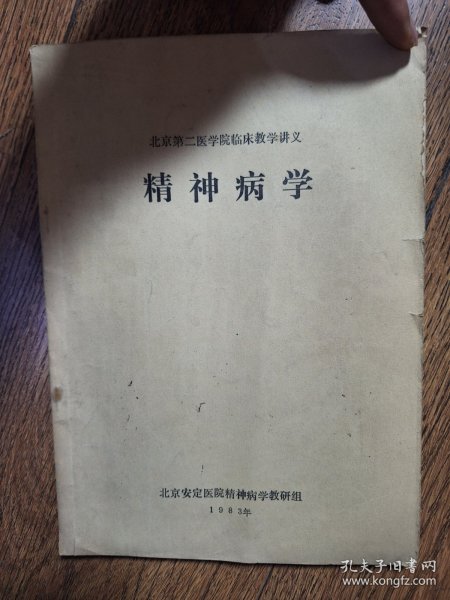 北京第二医学院临床教学讲义
精神病学
北京安定医院精神病学教研组
1983年
孔夫子旧书网
www.kongfz.com